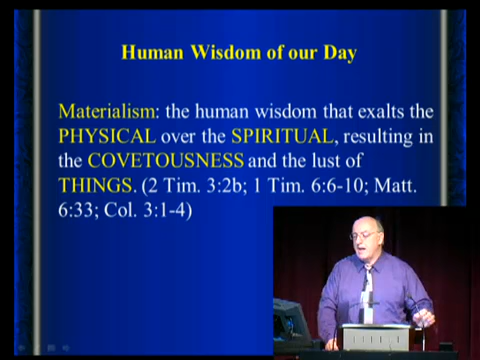 Human Wisdom of our Day
Materialism: the human wisdom that exalts the
PHYSICAL over the SPIRITUAL, resulting in
the COVETOUSNESS and the lust of
THINGS. (2 Tim. 3:2b; 1 Tim. 6:6-10; Matt.
6:33; Col. 3:1-4)